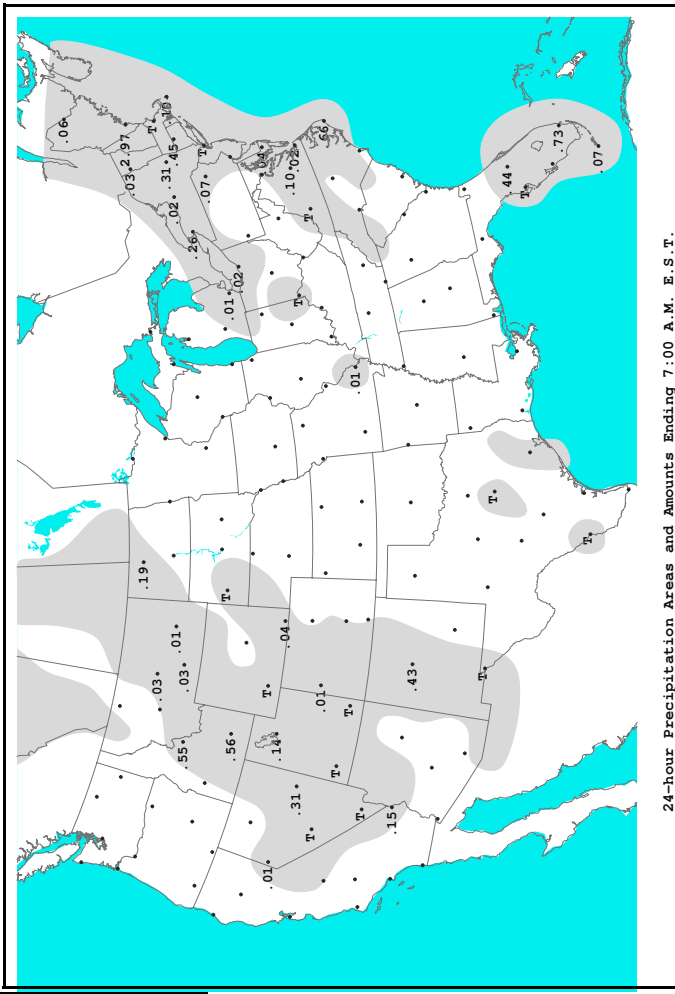 .06
2.97
.03
T
.10
.19
.03
.31
.45
.02
.01
.55
.03
.26
T
.07
T
.56
.01
.02
.01
T
.14
.04
.04
.10
.02
.31
T
T
T
.01
.66
T
T
.01
T
.15
.43
T
T
.44
T
.73
T
.07
24-hour Precipitation Areas and Amounts Ending 7:00 A.M. E.S.T.